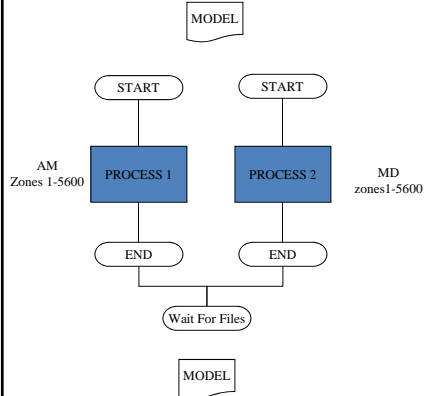 MODEL
START
START
AM
Zones 1-5600
PROCESS 1
PROCESS 2
MD
zones1-5600
END
END
Wait For Files
MODEL